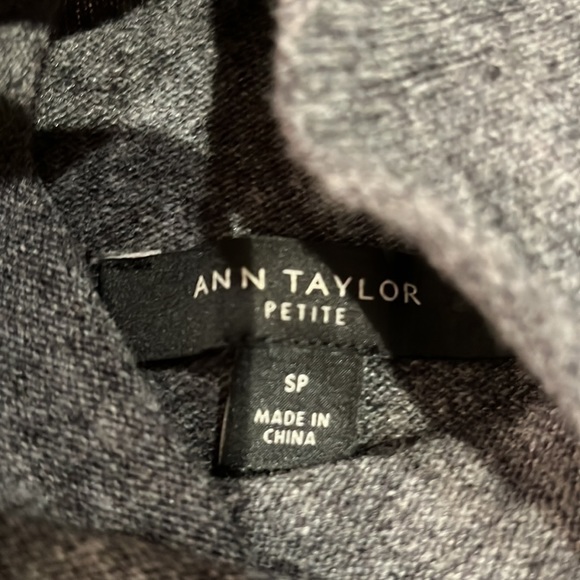 ANN TAYLOR
PETITE
SP
MADE IN
CHINA